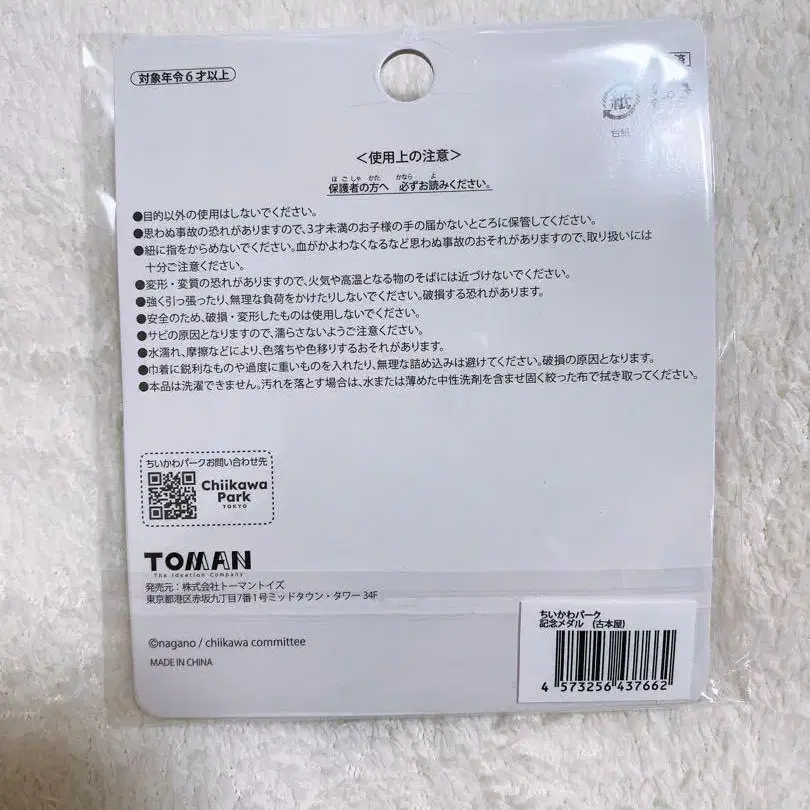 対象年令6才以上
済
紙
台紙
<使用上の注意>
保護者の方へ 必ずお読みください。
●目的以外の使用はしないでください。
●思わぬ事故の恐れがありますので、3才未満のお子様の手の届かないところに保管してください。
●紐に指をからめないでください。血がかよわなくなるなど思わぬ事故のおそれがありますので、取り扱いには
十分ご注意ください。
●変形・変質の恐れがありますので、火気や高温となる物のそばには近づけないでください。
●強く引っ張ったり、無理な負荷をかけたりしないでください。破損する恐れがあります。
●安全のため、破損・変形したものは使用しないでください。
●サビの原因となりますので、濡らさないようご注意ください。
●水濡れ、摩擦などにより、色落ちや色移りするおそれがあります。
●巾着に鋭利なものや過度に重いものを入れたり、無理な詰め込みは避けてください。破損の原因となります。
●本品は洗濯できません。汚れを落とす場合は、水または薄めた中性洗剤を含ませ固く絞った布で拭き取ってください。
ちいかわパークお問い合わせ先
Chiikawa
Park
TOKYO
TOMAN
The Ideation Company
発売元：株式会社トーマントイズ
東京都港区赤坂九丁目7番1号ミッドタウン・タワー 34F
©nagano / chiikawa committee
MADE IN CHINA
ちいかわパーク
記念メダル (古本屋)
4 573256 437662